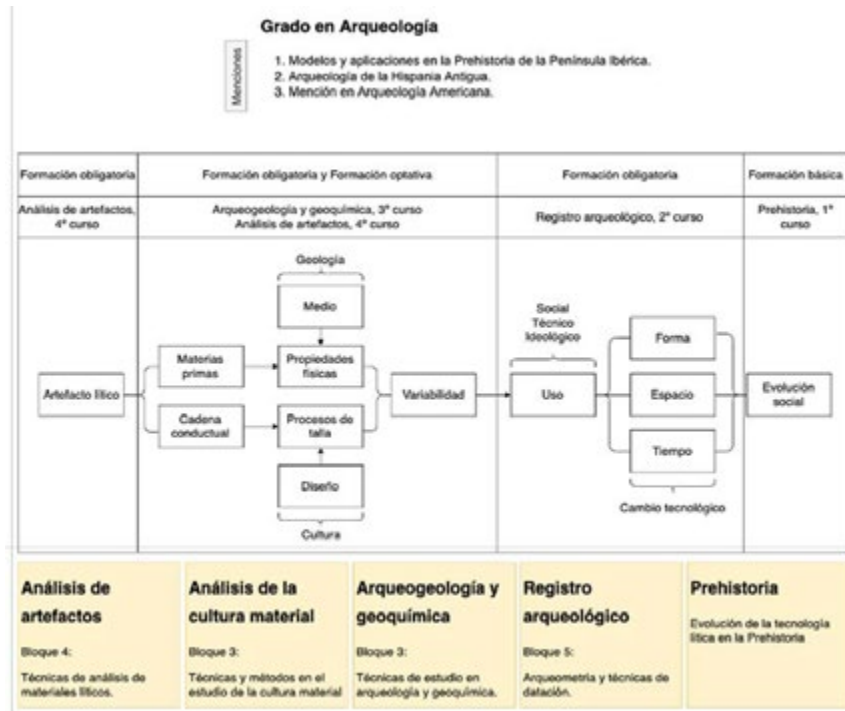 Grado en Arqueología
Menciones
1. Modelos y aplicaciones en la Prehistoria de la Península Ibérica.
2. Arqueología de la Hispania Antigua.
3. Mención en Arqueología Americana.
Formación obligatoria
Formación obligatoria y Formación optativa
Formación obligatoria
Formación básica
Análisis de artefactos,
4º curso
Arqueogeología y geoquímica, 3º curso
Análisis de artefactos, 4º curso
Registro arqueológico, 2º curso
Prehistoria, 1º
curso
Geología
Medio
Materias
primas
Propiedades
físicas
Artefacto lítico
Variabilidad
Cadena
conductual
Procesos de
talla
Diseño
Cultura
Social
Técnico
Ideológico
Uso
Forma
Espacio
Tiempo
Cambio tecnológico
Evolución
social
Análisis de
artefactos
Bloque 4:
Técnicas de análisis de
materiales líticos.
Análisis de la
cultura material
Bloque 3:
Técnicas y métodos en el
estudio de la cultura material
Arqueogeología y
geoquímica
Bloque 3:
Técnicas de estudio en
arqueología y geoquímica.
Registro
arqueológico
Bloque 5:
Arqueometría y técnicas de
datación.
Prehistoria
Evolución de la tecnología
lítica en la Prehistoria